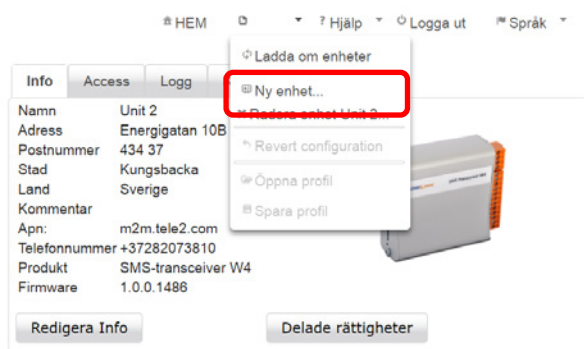 HEM Hjälp Logga ut Språk
Ladda om enheter
Ny enhet...
Radera enhet Unit 2...
Revert configuration
Öppna profil
Spara profil
Info Access Logg
Namn Unit 2
Adress Energigatan 10B
Postnummer 434 37
Stad Kungsbacka
Land Sverige
Kommentar
Apn: m2m.tele2.com
Telefonnummer +37282073810
Produkt SMS-transceiver W4
Firmware 1.0.0.1486
Redigera Info Delade rättigheter